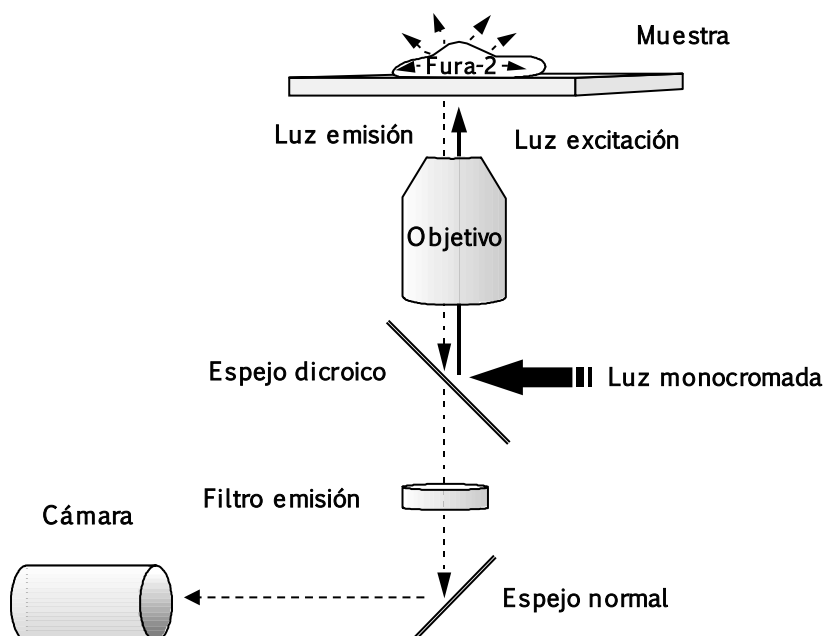 Muestra
Fura-2
Luz emisión
Luz excitación
Objetivo
Espejo dicroico
Luz monocromada
Filtro emisión
Cámara
Espejo normal